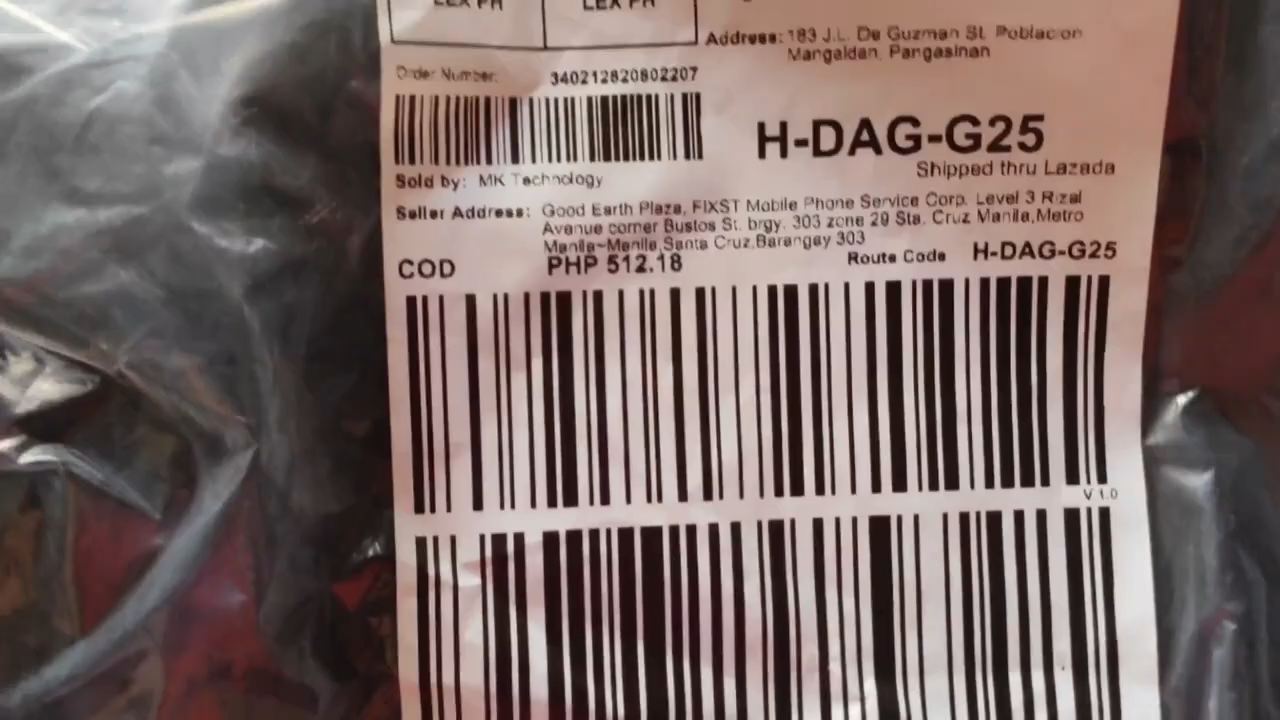 LEX PH LEX PH
Address: 183 J.L. De Guzman St. Poblacion
Mangaldan, Pangasinan
Order Number: 340212820802207
H-DAG-G25
Shipped thru Lazada
Sold by: MK Technology
Seller Address: Good Earth Plaza, FIXST Mobile Phone Service Corp. Level 3 Rizal
Avenue corner Bustos St. brgy. 303 zone 29 Sta. Cruz Manila,Metro
Manila~Manila,Santa Cruz,Barangay 303
COD PHP 512.18 Route Code H-DAG-G25
V 1.0